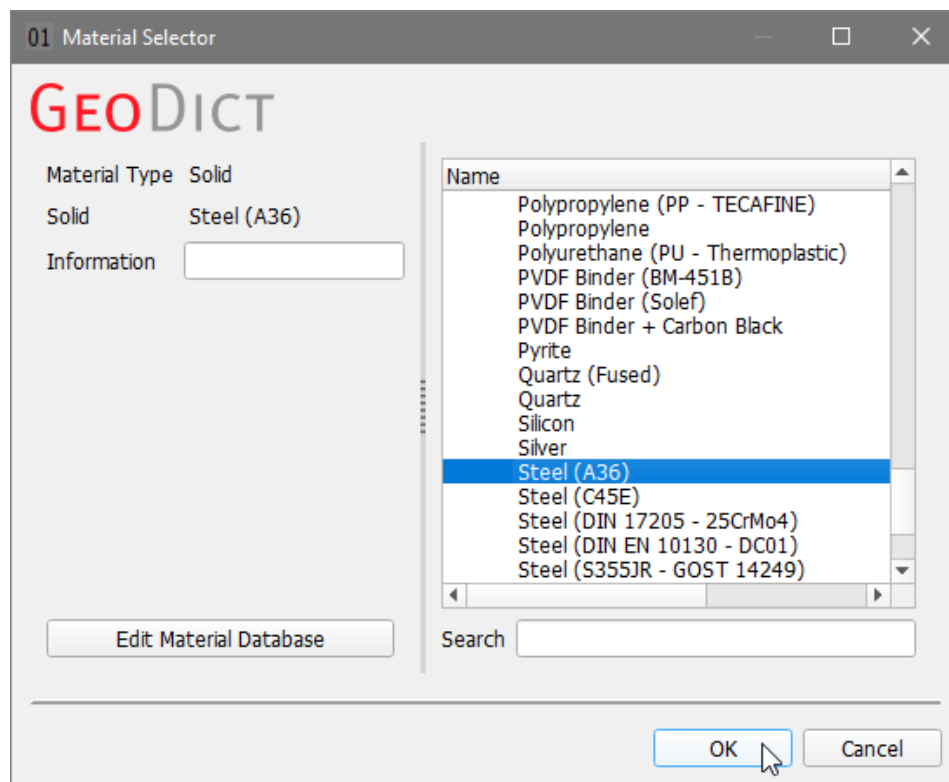 01 Material Selector
GEODICT
Material Type Solid
Solid Steel (A36)
Information
Edit Material Database
Name
Polypropylene (PP - TECAFINE)
Polypropylene
Polyurethane (PU - Thermoplastic)
PVDF Binder (BM-451B)
PVDF Binder (Solef)
PVDF Binder + Carbon Black
Pyrite
Quartz (Fused)
Quartz
Silicon
Silver
Steel (A36)
Steel (C45E)
Steel (DIN 17205 - 25CrMo4)
Steel (DIN EN 10130 - DC01)
Steel (S355JR - GOST 14249)
Search
OK Cancel